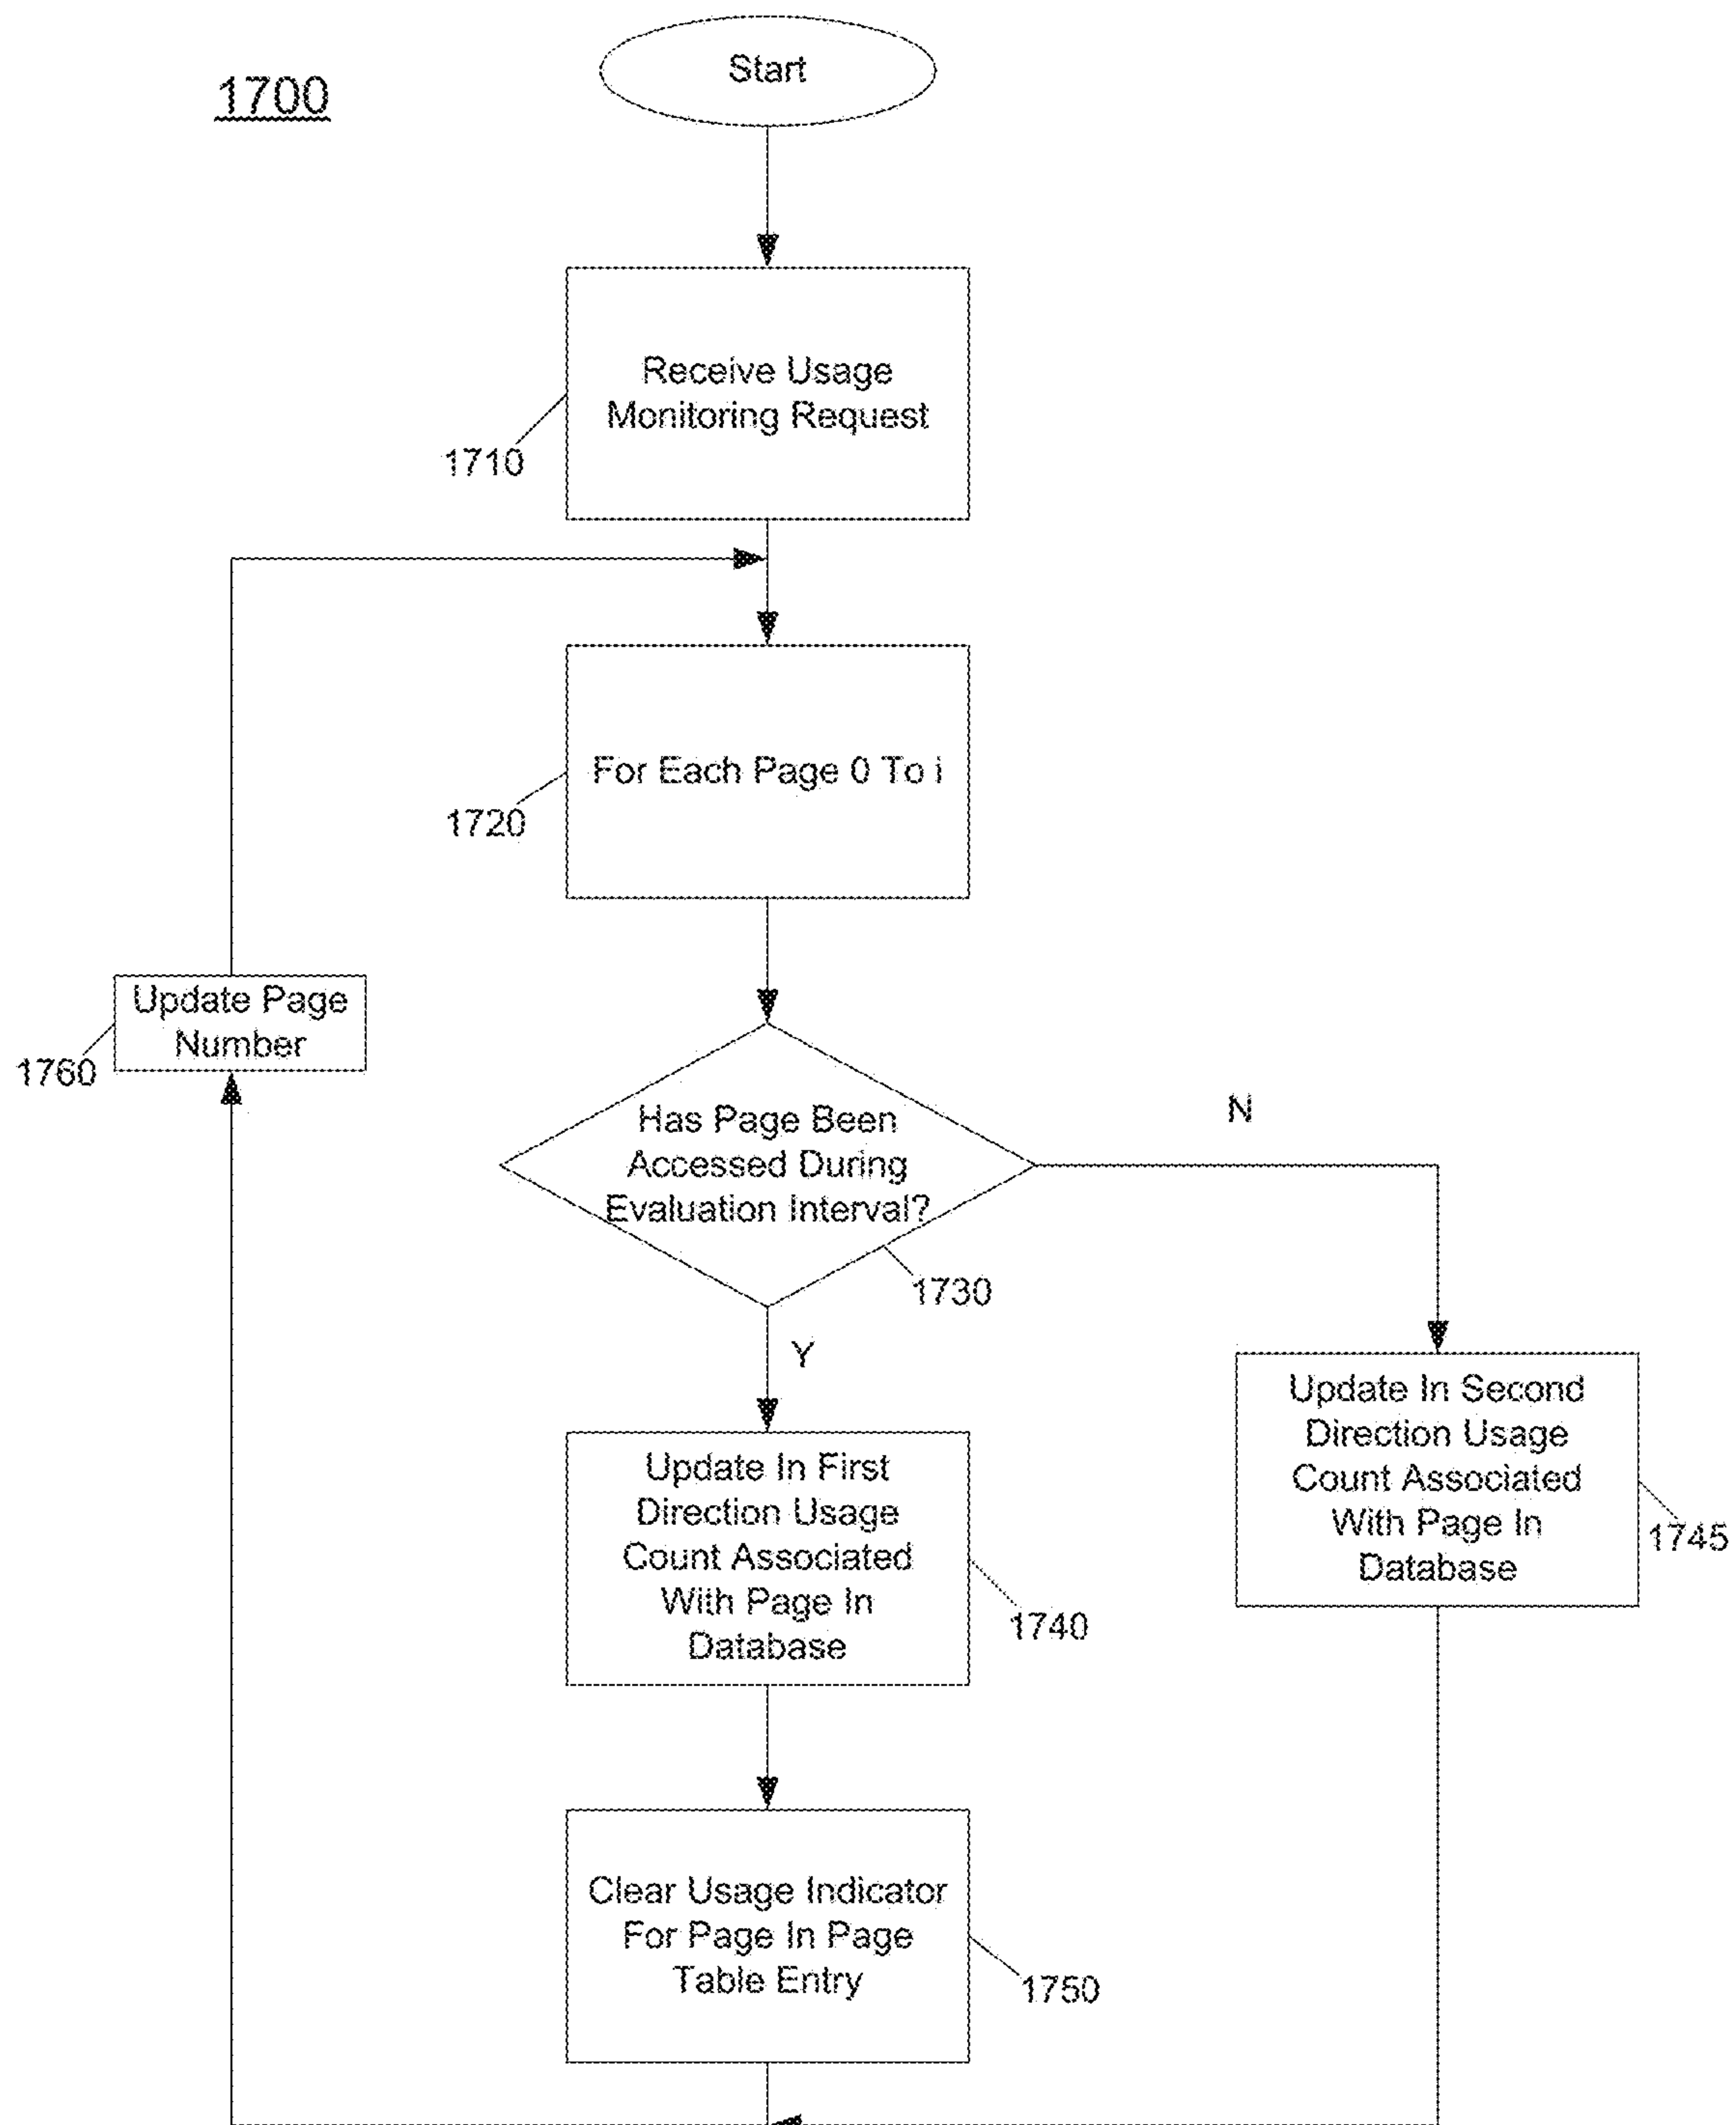 1700
Start
Receive Usage
Monitoring Request
1710
For Each Page 0 To i
1720
Update Page
Number
1760
Has Page Been
Accessed During
Evaluation Interval?
N
1730
Y
Update In Second
Direction Usage
Count Associated
With Page In
Database
1745
Update In First
Direction Usage
Count Associated
With Page In
Database
1740
Clear Usage Indicator
For Page In Page
Table Entry
1750